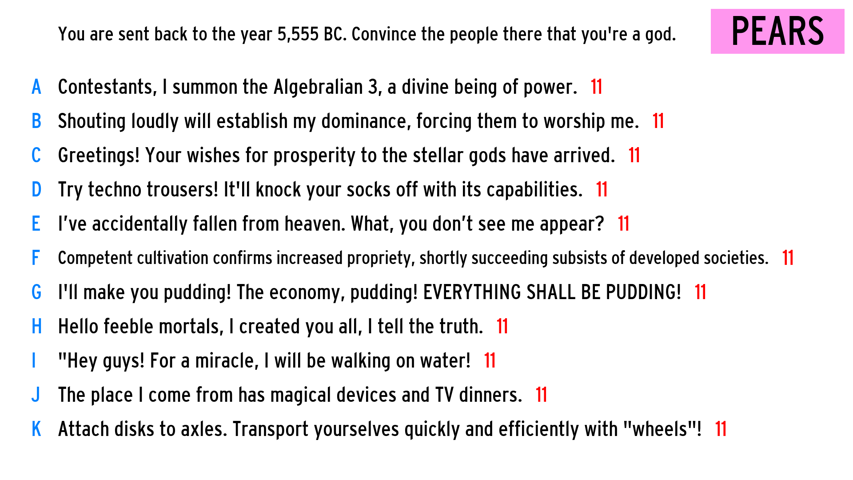 You are sent back to the year 5,555 BC. Convince the people there that you're a god.
PEARS
A Contestants, I summon the Algebralian 3, a divine being of power. 11
B Shouting loudly will establish my dominance, forcing them to worship me. 11
C Greetings! Your wishes for prosperity to the stellar gods have arrived. 11
D Try techno trousers! It'll knock your socks off with its capabilities. 11
E I’ve accidentally fallen from heaven. What, you don’t see me appear? 11
F Competent cultivation confirms increased propriety, shortly succeeding subsists of developed societies. 11
G I'll make you pudding! The economy, pudding! EVERYTHING SHALL BE PUDDING! 11
H Hello feeble mortals, I created you all, I tell the truth. 11
I "Hey guys! For a miracle, I will be walking on water! 11
J The place I come from has magical devices and TV dinners. 11
K Attach disks to axles. Transport yourselves quickly and efficiently with "wheels"! 11